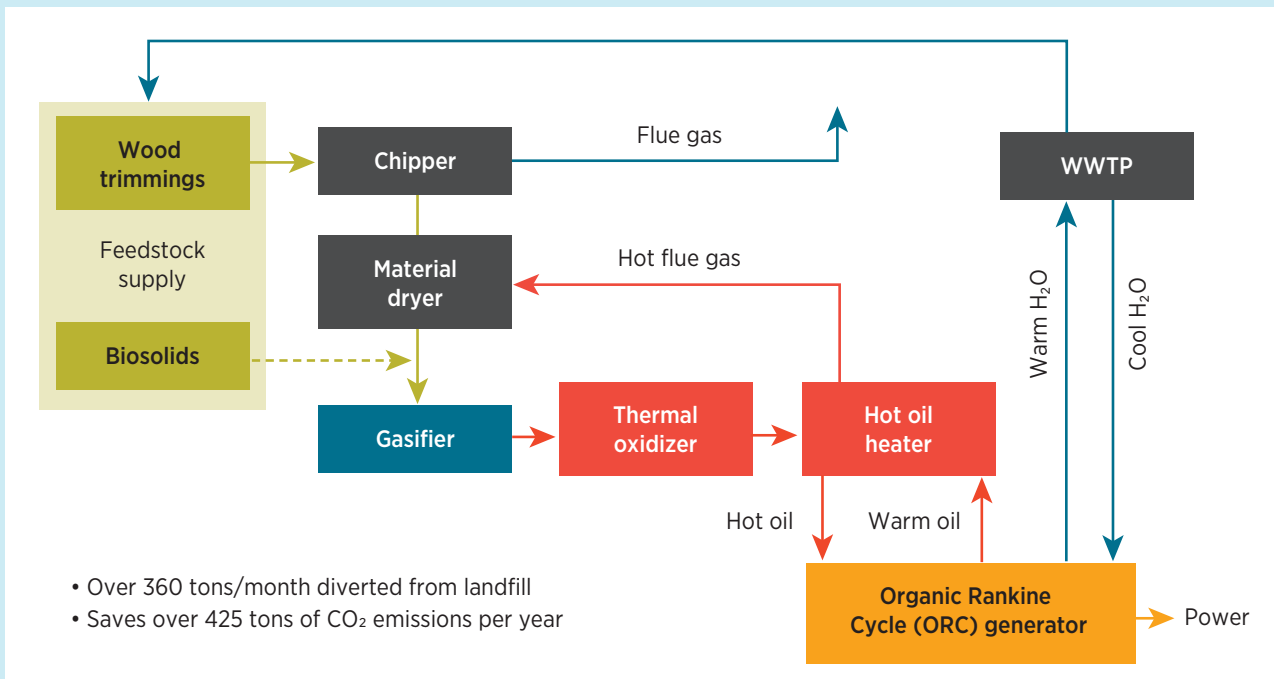 Wood
trimmings
Chipper
Flue gas
WWTP
Feedstock
supply
Material
dryer
Hot flue gas
Warm H₂O
Cool H₂O
Biosolids
Gasifier
Thermal
oxidizer
Hot oil
heater
Hot oil
Warm oil
• Over 360 tons/month diverted from landfill
• Saves over 425 tons of CO₂ emissions per year
Organic Rankine
Cycle (ORC) generator
Power